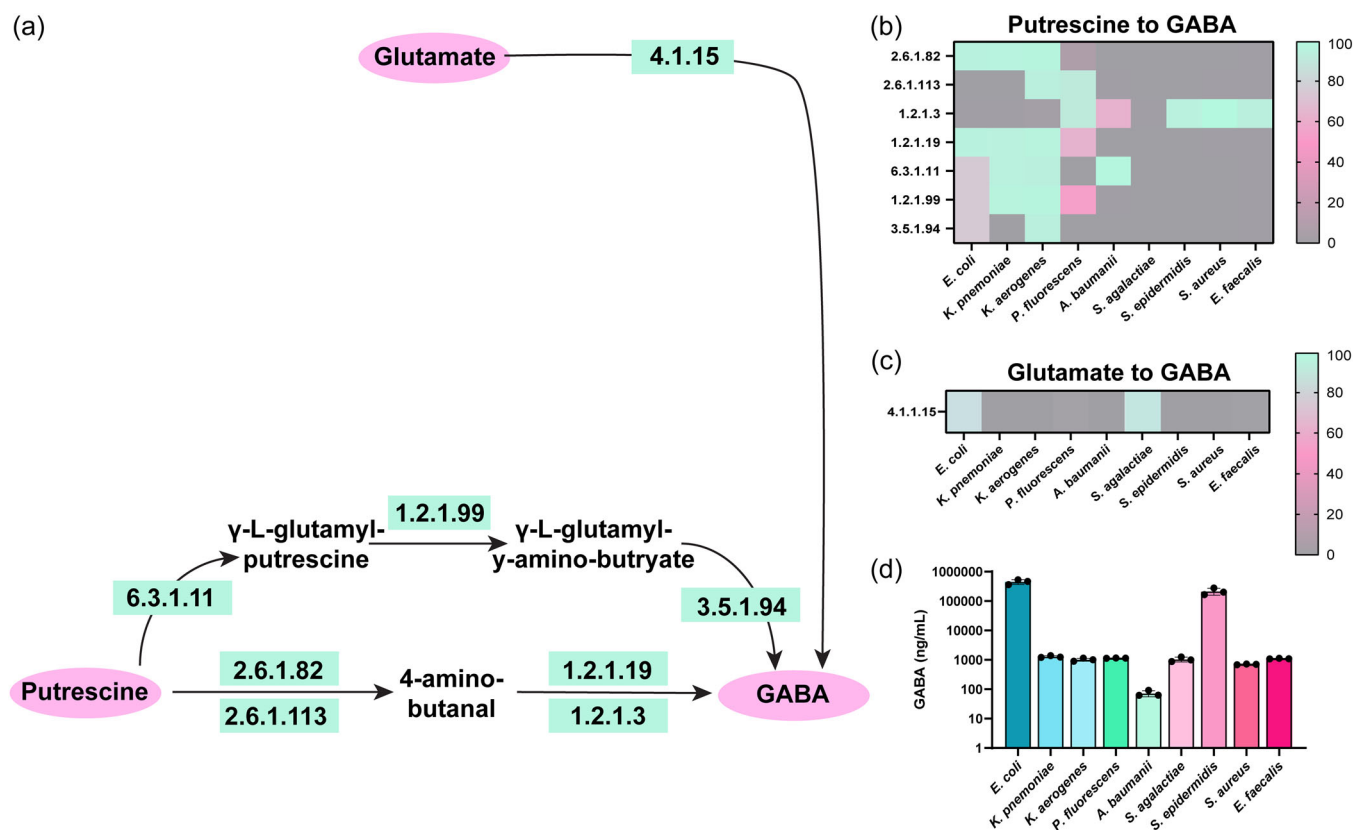 (a)
Glutamate
4.1.15
γ-L-glutamyl-
putrescine
1.2.1.99
γ-L-glutamyl-
y-amino-butryate
6.3.1.11
3.5.1.94
Putrescine
2.6.1.82
2.6.1.113
4-amino-
butanal
1.2.1.19
1.2.1.3
GABA
(b)
Putrescine to GABA
2.6.1.82
2.6.1.113
1.2.1.3
1.2.1.19
6.3.1.11
1.2.1.99
3.5.1.94
E. coli
K. pnemoniae
K. aerogenes
P. fluorescens
A. baumanii
S. agalactiae
S. epidermidis
S. aureus
E. faecalis
100
80
60
40
20
0
(c)
Glutamate to GABA
4.1.1.15
E. coli
K. pnemoniae
K. aerogenes
P. fluorescens
A. baumanii
S. agalactiae
S. epidermidis
S. aureus
E. faecalis
100
80
60
40
20
0
(d)
GABA (ng/mL)
1000000
100000
10000
1000
100
10
1
E. coli
K. pnemoniae
K. aerogenes
P. fluorescens
A. baumanii
S. agalactiae
S. epidermidis
S. aureus
E. faecalis